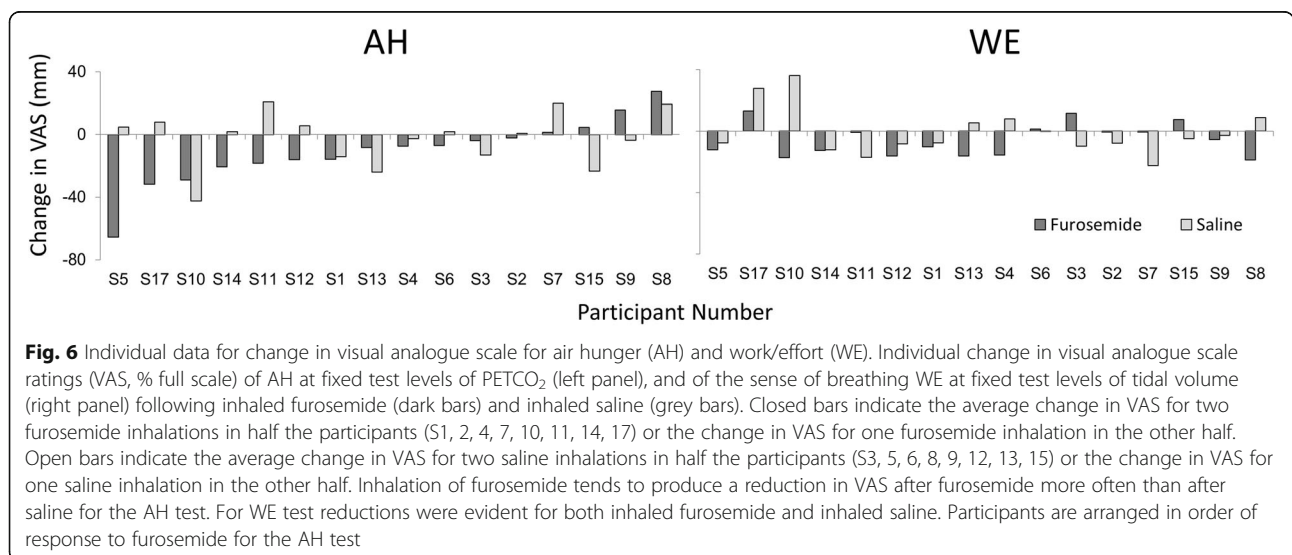 AH WE
Change in VAS (mm)
40
0
-40
-80
S5 S17 S10 S14 S11 S12 S1 S13 S4 S6 S3 S2 S7 S15 S9 S8
Furosemide Saline
S5 S17 S10 S14 S11 S12 S1 S13 S4 S6 S3 S2 S7 S15 S9 S8
Participant Number
Fig. 6 Individual data for change in visual analogue scale for air hunger (AH) and work/effort (WE). Individual change in visual analogue scale
ratings (VAS, % full scale) of AH at fixed test levels of PETCO₂ (left panel), and of the sense of breathing WE at fixed test levels of tidal volume
(right panel) following inhaled furosemide (dark bars) and inhaled saline (grey bars). Closed bars indicate the average change in VAS for two
furosemide inhalations in half the participants (S1, 2, 4, 7, 10, 11, 14, 17) or the change in VAS for one furosemide inhalation in the other half.
Open bars indicate the average change in VAS for two saline inhalations in half the participants (S3, 5, 6, 8, 9, 12, 13, 15) or the change in VAS for
one saline inhalation in the other half. Inhalation of furosemide tends to produce a reduction in VAS after furosemide more often than after
saline for the AH test. For WE test reductions were evident for both inhaled furosemide and inhaled saline. Participants are arranged in order of
response to furosemide for the AH test